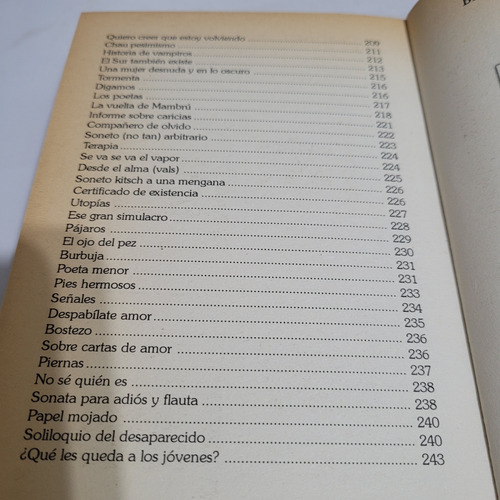 Quiero creer que estoy volviendo 209
Chau pesimismo 211
Historia de vampiros 212
El Sur también existe 213
Una mujer desnuda y en lo oscuro 215
Tormenta 216
Digamos 216
Los poetas 217
La vuelta de Mambrú 218
Informe sobre caricias 221
Compañero de olvido 222
Soneto (no tan) arbitrario 223
Terapia 224
Se va se va el vapor 224
Desde el alma (vals) 225
Soneto kitsch a una mengana 226
Certificado de existencia 226
Utopías 227
Ese gran simulacro 228
Pájaros 229
El ojo del pez 230
Burbuja 231
Poeta menor 231
Pies hermosos 233
Señales 234
Despabílate amor 235
Bostezo 236
Sobre cartas de amor 236
Piernas 237
No sé quién es 238
Sonata para adiós y flauta 238
Papel mojado 240
Soliloquio del desaparecido 240
¿Qué les queda a los jóvenes? 243